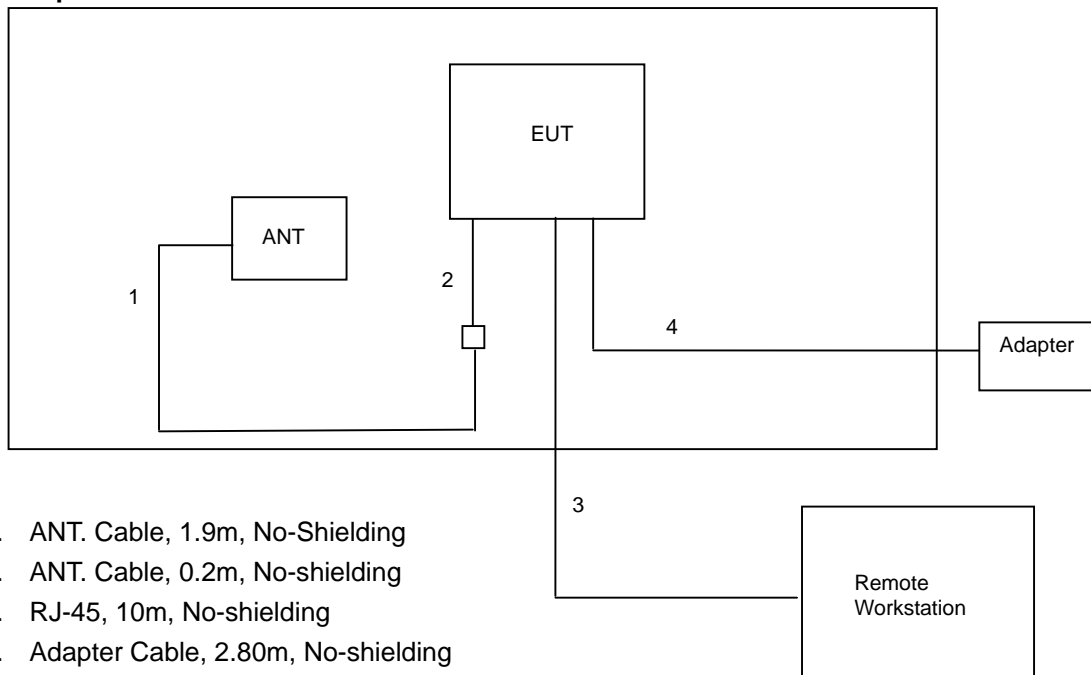 EUT
ANT
1
2
4
Adapter
3
. ANT. Cable, 1.9m, No-Shielding
. ANT. Cable, 0.2m, No-shielding
. RJ-45, 10m, No-shielding
. Adapter Cable, 2.80m, No-shielding
Remote
Workstation